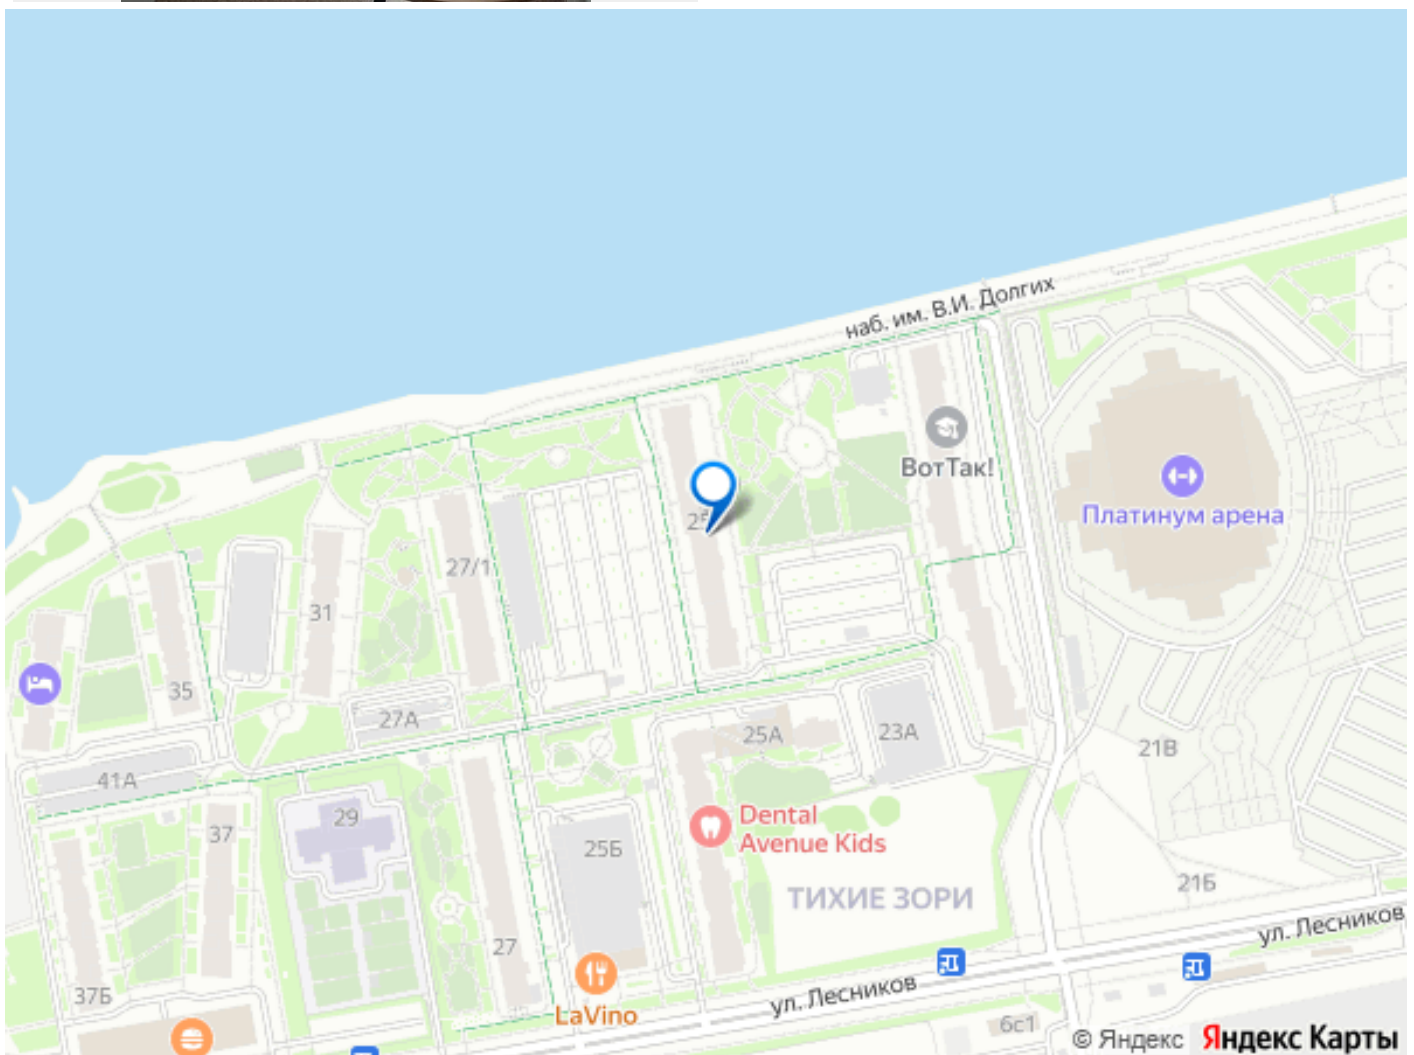 наб. им. В.И. Долгих
ВотТак!
Платинум арена
27/1
31
35
27А
25А
23А
21В
41А
29
Dental
Avenue Kids
37
25Б
21Б
ТИХИЕ ЗОРИ
ул. Лесников
27
37Б
ул. Лесников
LaVino
6с1
© Яндекс Яндекс Карты